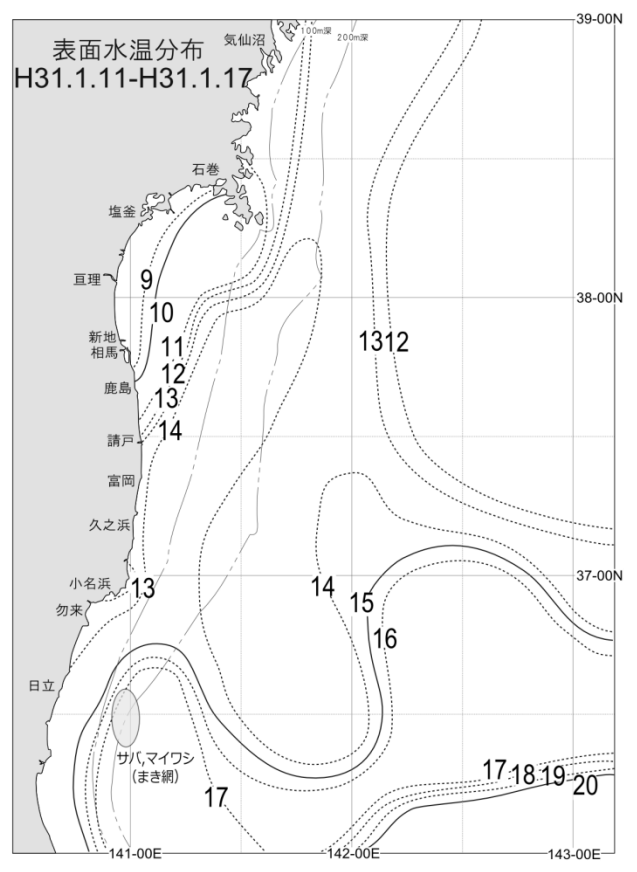 39-00N
気仙沼
100m深
200m深
表面水温分布
H31.1.11-H31.1.17
石巻
塩釜
亘理
9
38-00N
10
新地
相馬
11
13 12
12
鹿島
13
14
請戸
富岡
久之浜
小名浜
13
14
37-00N
勿来
15
16
日立
サバ,マイワシ
(まき網)
17
17
18
19
20
141-00E
142-00E
143-00E